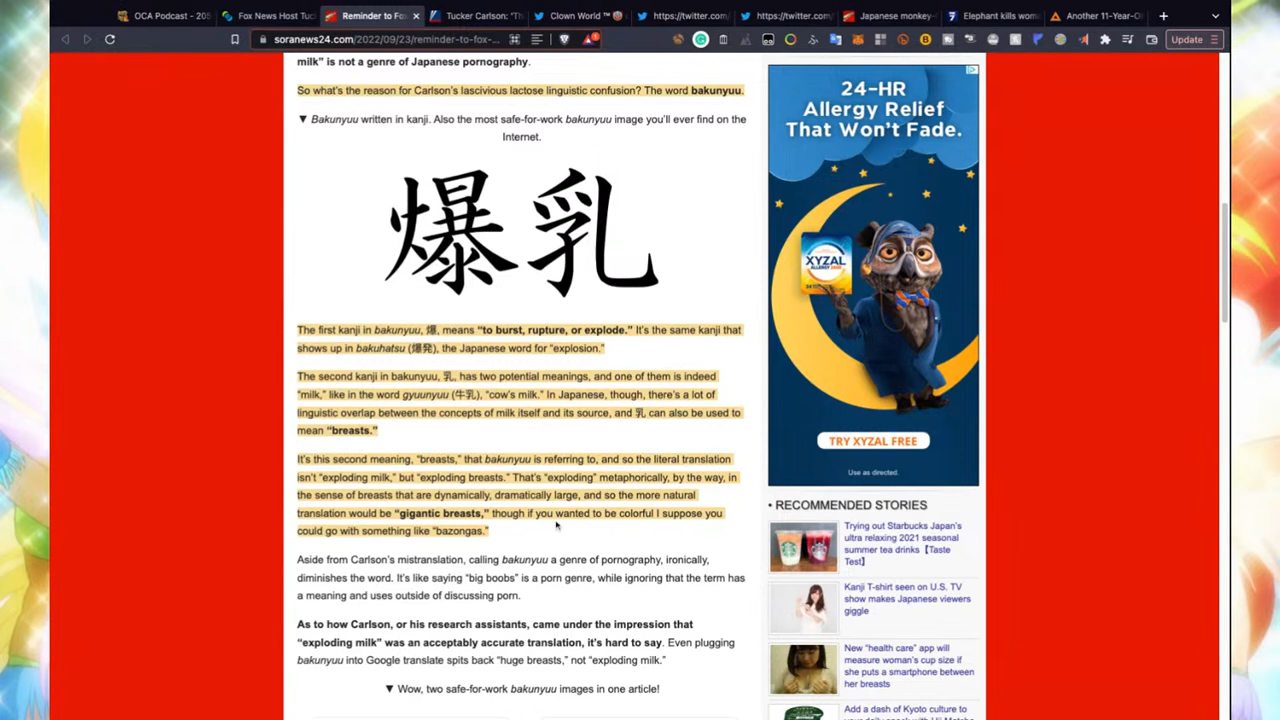 OCA Podcast - 205
Fox News Host Tuc
Reminder to Fo
Tucker Carlson: "Th
Clown World ™
https://twitter.com/
https://twitter.com/
Japanese monkey-
Elephant kills woma
Another 11-Year-O
soranews24.com/2022/09/23/reminder-to-fox-...
Update
milk" is not a genre of Japanese pornography.
So what's the reason for Carlson's lascivious lactose linguistic confusion? The word bakunyuu.
▼ Bakunyuu written in kanji. Also the most safe-for-work bakunyuu image you'll ever find on the
Internet.
爆乳
The first kanji in bakunyuu, 爆, means "to burst, rupture, or explode." It's the same kanji that
shows up in bakuhatsu (爆発), the Japanese word for "explosion."
The second kanji in bakunyuu, 乳, has two potential meanings, and one of them is indeed
"milk," like in the word gyuunyuu (牛乳), "cow's milk." In Japanese, though, there's a lot of
linguistic overlap between the concepts of milk itself and its source, and 乳 can also be used to
mean "breasts."
It's this second meaning, "breasts," that bakunyuu is referring to, and so the literal translation
isn't "exploding milk," but "exploding breasts." That's "exploding" metaphorically, by the way, in
the sense of breasts that are dynamically, dramatically large, and so the more natural
translation would be "gigantic breasts," though if you wanted to be colorful I suppose you
could go with something like "bazongas."
Aside from Carlson's mistranslation, calling bakunyuu a genre of pornography, ironically,
diminishes the word. It's like saying "big boobs" is a porn genre, while ignoring that the term has
a meaning and uses outside of discussing porn.
As to how Carlson, or his research assistants, came under the impression that
"exploding milk" was an acceptably accurate translation, it's hard to say. Even plugging
bakunyuu into Google translate spits back "huge breasts," not "exploding milk."
▼ Wow, two safe-for-work bakunyuu images in one article!
24-HR
Allergy Relief
That Won't Fade.
XYZAL
ALLERGY 24HR
TRY XYZAL FREE
Use as directed.
• RECOMMENDED STORIES
Trying out Starbucks Japan's
ultra relaxing 2021 seasonal
summer tea drinks【Taste
Test】
Kanji T-shirt seen on U.S. TV
show makes Japanese viewers
giggle
New "health care" app will
measure woman's cup size if
she puts a smartphone between
her breasts
Add a dash of Kyoto culture to